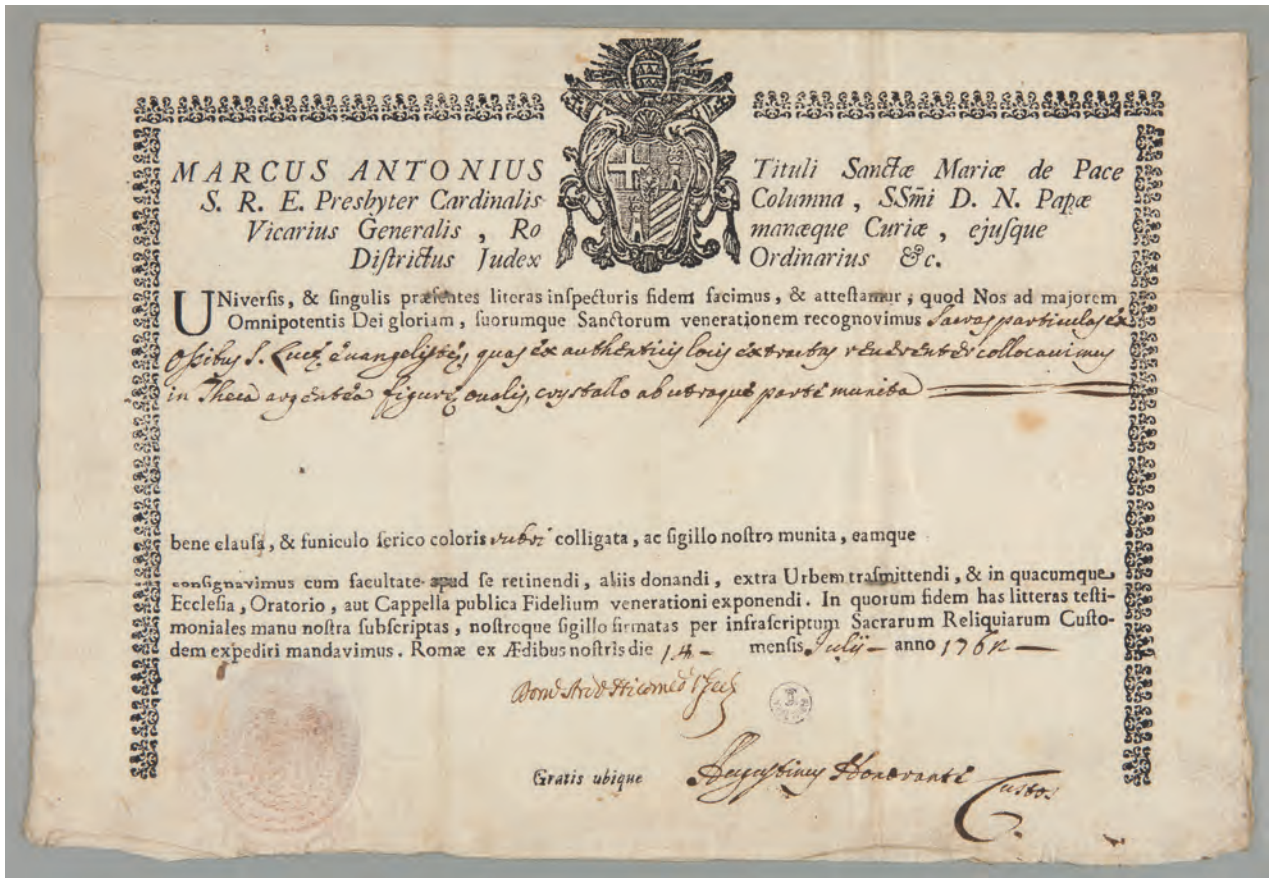 MARCUS ANTONIUS Tituli Sanctæ Mariæ de Pace
S. R. E. Presbyter Cardinalis Columna, SSm̃i D. N. Papæ
Vicarius Generalis, Ro manæque Curiæ, ejuſque
Diſtrictus Judex Ordinarius &c.
UNiverſis, & ſingulis præſentes literas inſpecturis fidem facimus, & atteſtamur, quod Nos ad majorem
Omnipotentis Dei gloriam, ſuorumque Sanctorum venerationem recognovimus Sacras particulas ex
Ossibus S. Lucę Evangelistę, quas ex authenticis locis extractas reverenter collocavimus
in Theca argentea figurę ovalis, crystallo ab utraque parte munita
bene clauſa, & funiculo ſerico coloris rubri colligata, ac ſigillo noſtro munita, eamque
conſignavimus cum facultate apud ſe retinendi, aliis donandi, extra Urbem traſmittendi, & in quacumque
Eccleſia, Oratorio, aut Cappella publica Fidelium venerationi exponendi. In quorum fidem has litteras teſti-
moniales manu noſtra ſubſcriptas, noſtroque ſigillo firmatas per infraſcriptum Sacrarum Reliquiarum Cuſto-
dem expediri mandavimus. Romæ ex Ædibus noſtris die 14 - menſis Julij - anno 1762 —
Gratis ubique Augustinus Honoranti Custos